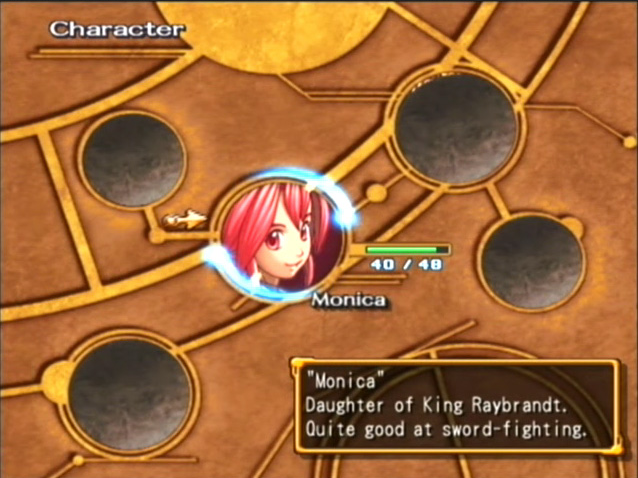 Character
40 / 48
Monica
"Monica"
Daughter of King Raybrandt.
Quite good at sword-fighting.